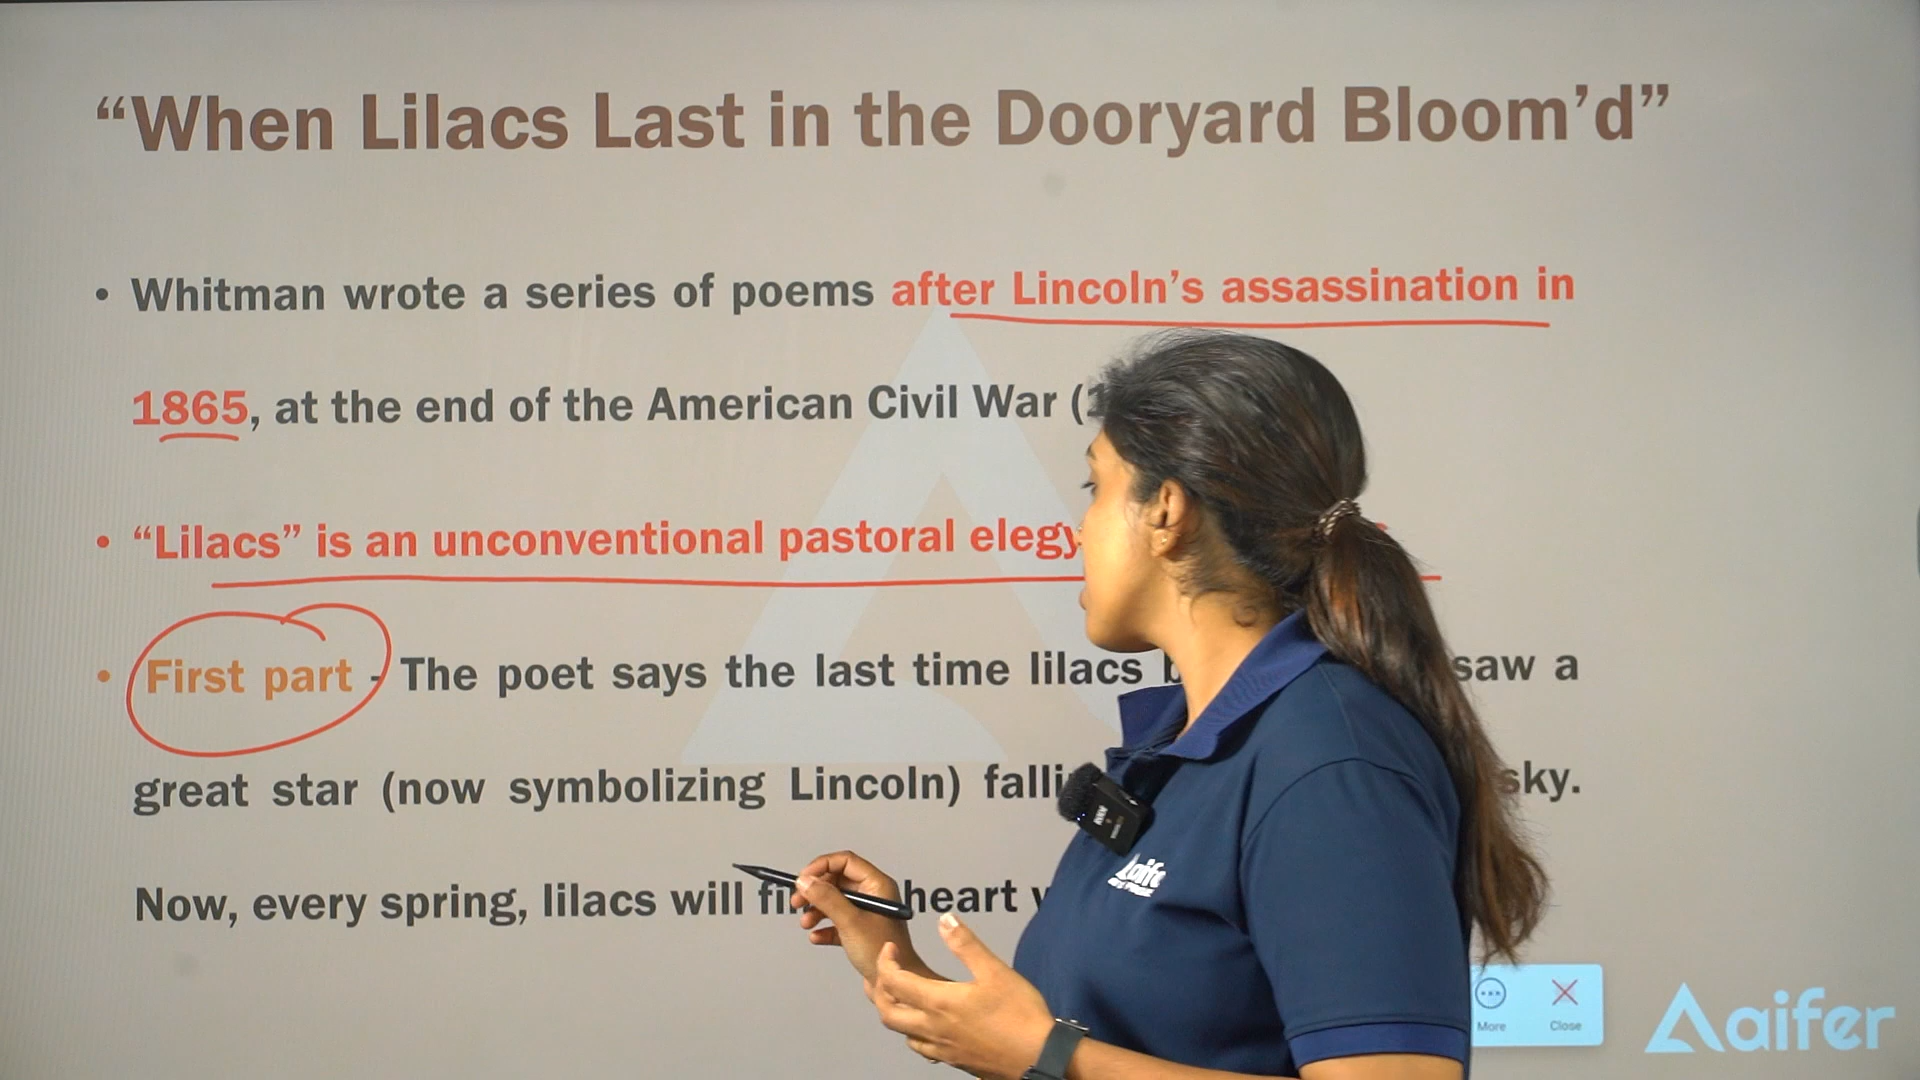 “When Lilacs Last in the Dooryard Bloom’d”
• Whitman wrote a series of poems after Lincoln’s assassination in
1865, at the end of the American Civil War (
• “Lilacs” is an unconventional pastoral elegy
• First part - The poet says the last time lilacs saw a
great star (now symbolizing Lincoln) sky.
Now, every spring, lilacs will heart
More Close
aifer